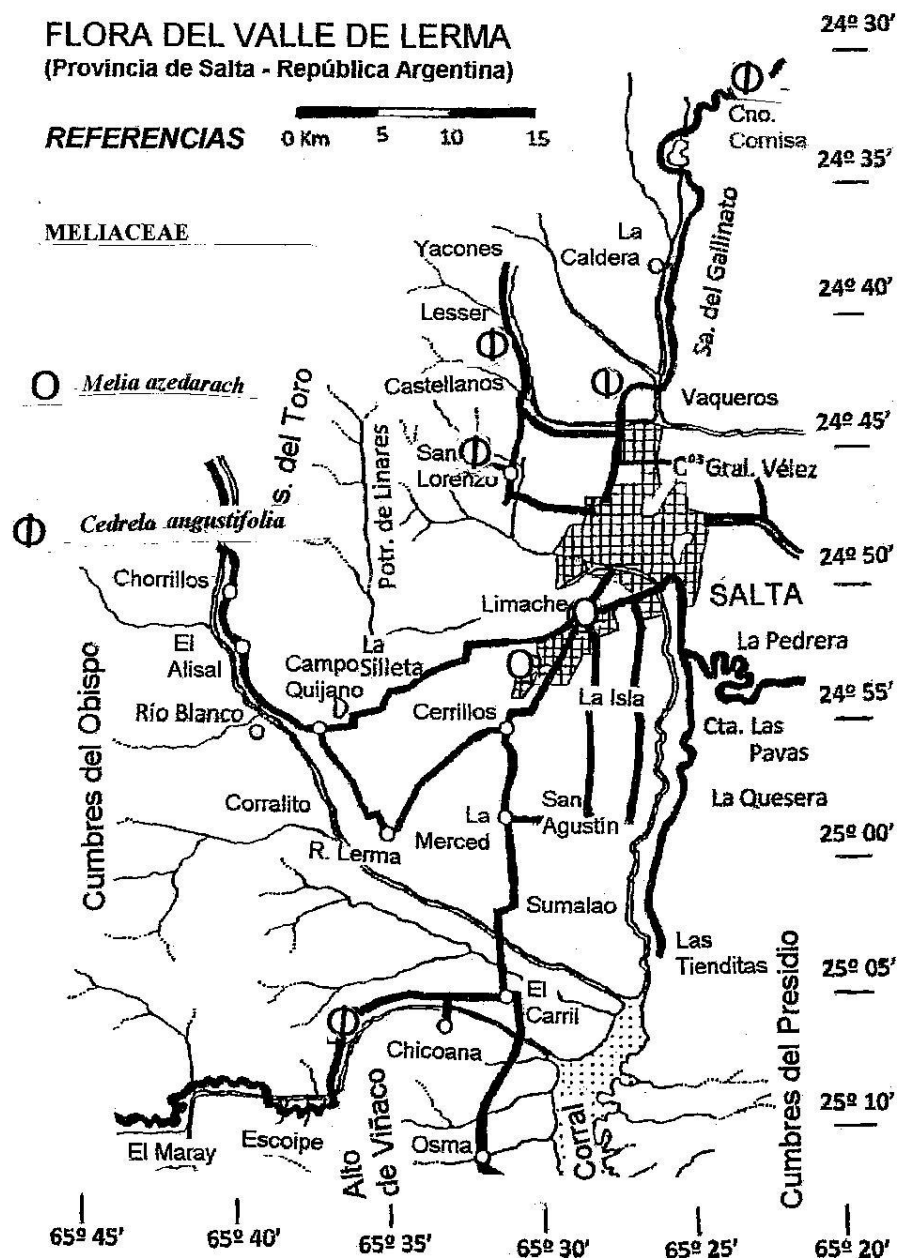 FLORA DEL VALLE DE LERMA
(Provincia de Salta - República Argentina)
REFERENCIAS
0 Km 5 10 15
MELIACEAE
Melia azedarach
Cedrela angustifolia
24º 30'
Cno.
Cornisa
24º 35'
La
Caldera
Sa. del Gallinato
Yacones
24º 40'
Lesser
Castellanos
Vaqueros
24º 45'
s. del Toro
Potr. de Linares
San
Lorenzo
Cºˢ Gral. Vélez
24º 50'
Chorrillos
Limache
SALTA
El
Alisal
La
Silleta
Campo
Quijano
La Pedrera
24º 55'
Río Blanco
Cerrillos
La Isla
Cta. Las
Pavas
Cumbres del Obispo
Corralito
La
Merced
San
Agustín
La Quesera
25º 00'
R. Lerma
Sumalao
Las
Tienditas
25º 05'
El
Carril
Chicoana
Cumbres del Presidio
25º 10'
El Maray
Escoipe
Alto
de Viñaco
Osma
Corral
65º 45' 65º 40' 65º 35' 65º 30' 65º 25' 65º 20'